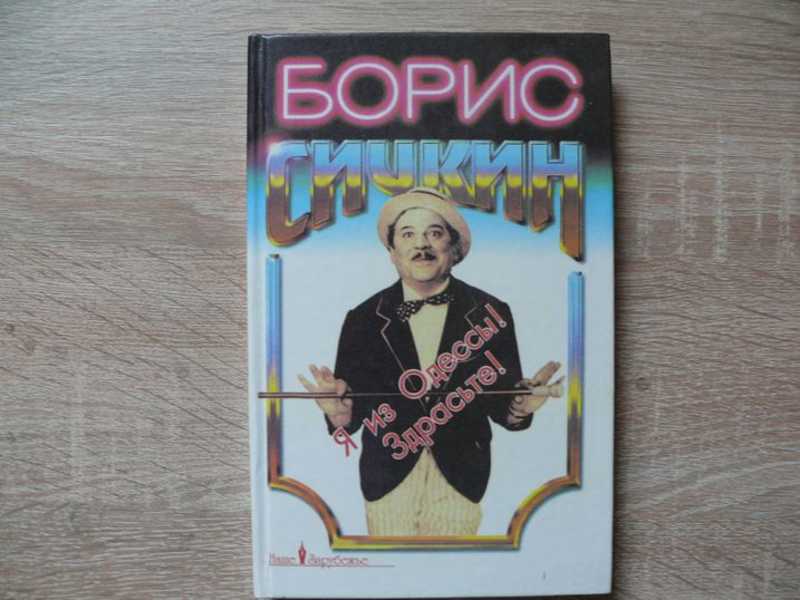 БОРИС
СИЧКИН
Я из Одессы!
Здрасьте!
Наше Зарубежье